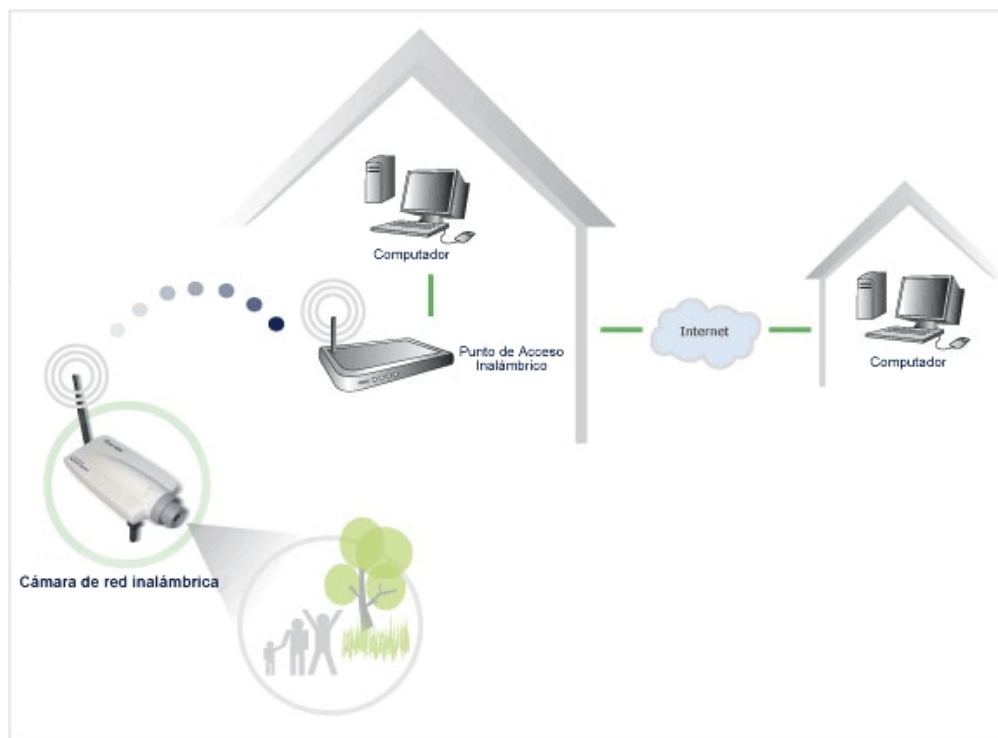 Computador
Punto de Acceso
Inalámbrico
Internet
Computador
Cámara de red inalámbrica